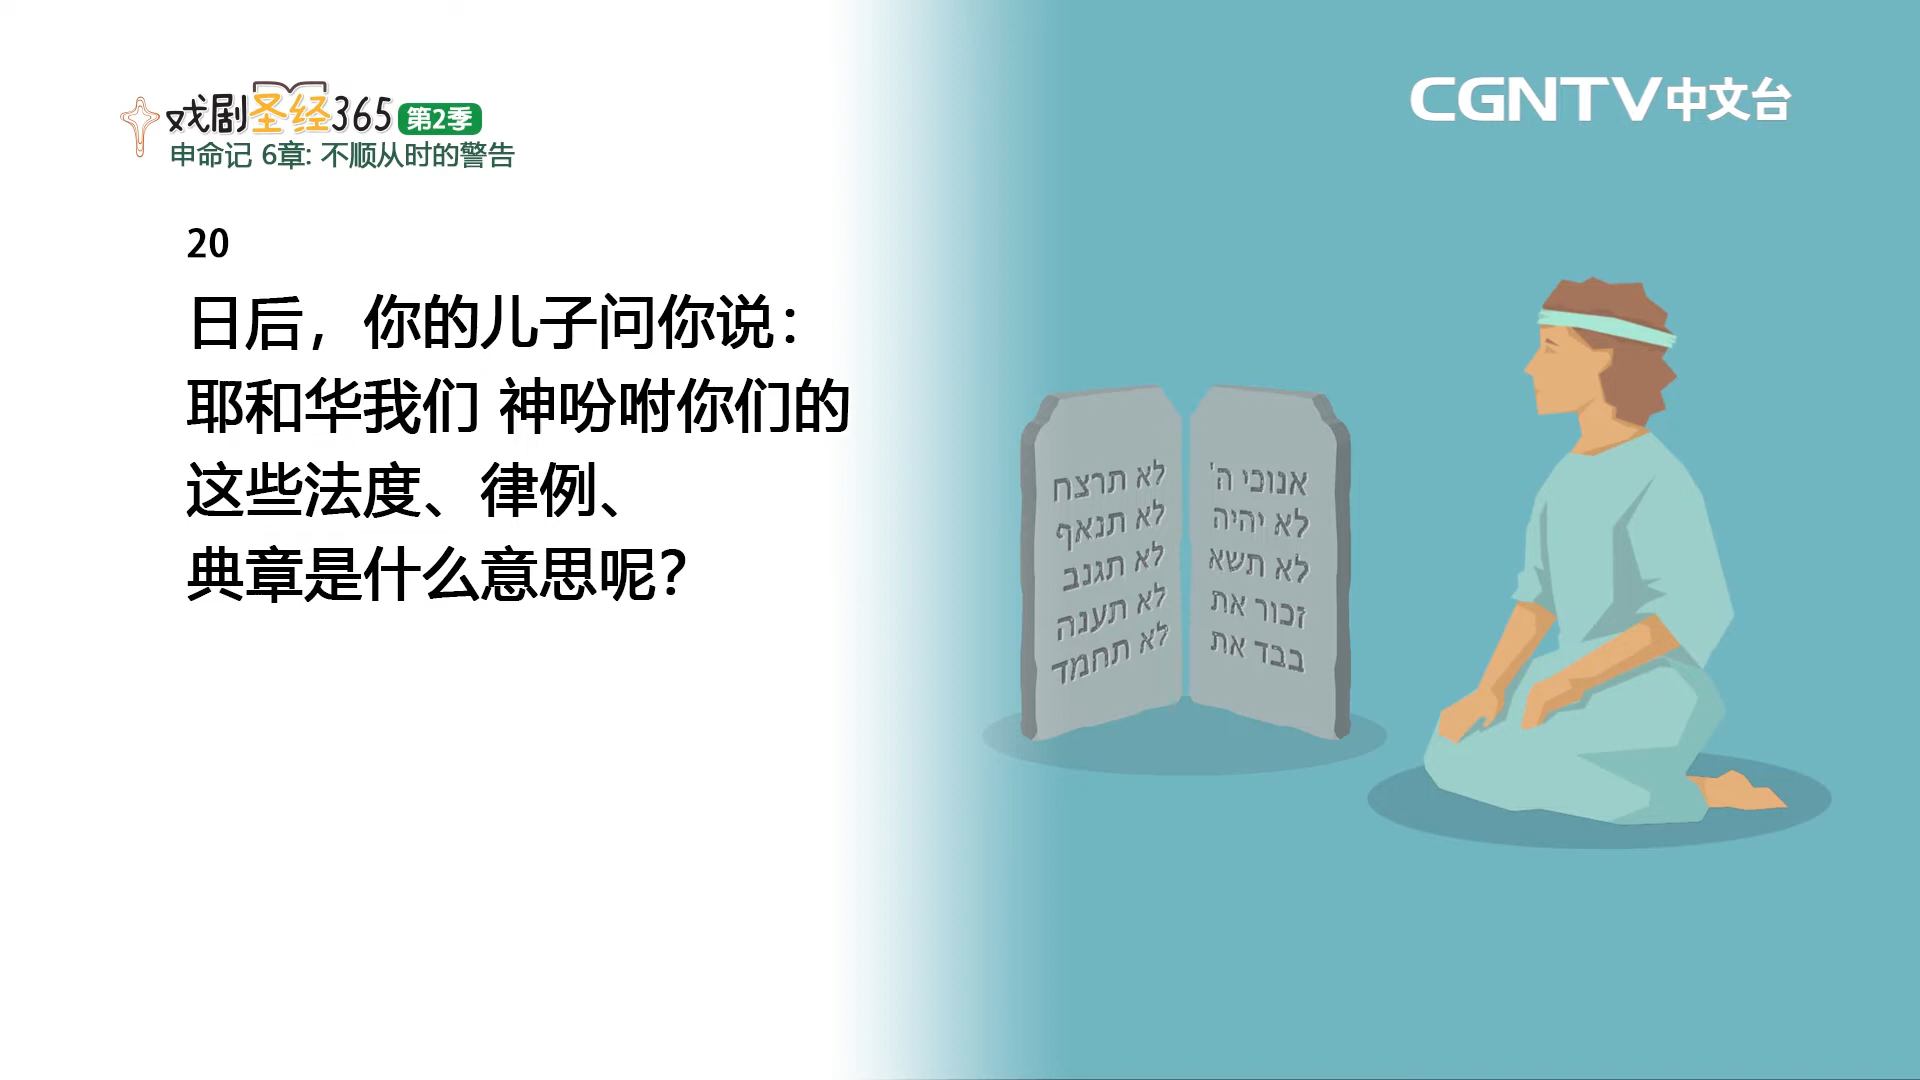 戏剧圣经365 第2季
申命记 6章: 不顺从时的警告
CGNTV中文台
20
日后，你的儿子问你说：
耶和华我们 神吩咐你们的
这些法度、律例、
典章是什么意思呢？
אנוכי ה'
לא יהיה
לא תשא
זכור את
בבד את
לא תרצח
לא תנאף
לא תגנב
לא תענה
לא תחמד